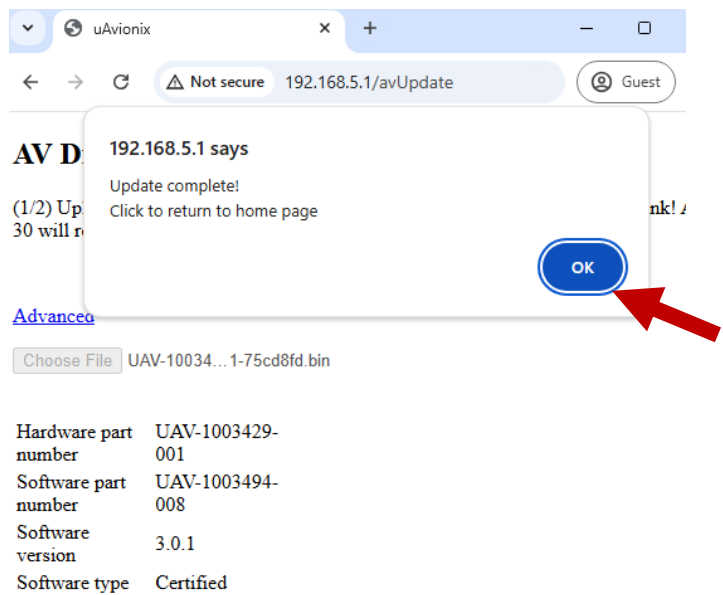 uAvionix
Not secure 192.168.5.1/avUpdate Guest
192.168.5.1 says
Update complete!
Click to return to home page
OK
AV D
(1/2) Up nk!
30 will r
Advanced
Choose File UAV-10034…1-75cd8fd.bin
Hardware part number UAV-1003429-001
Software part number UAV-1003494-008
Software version 3.0.1
Software type Certified